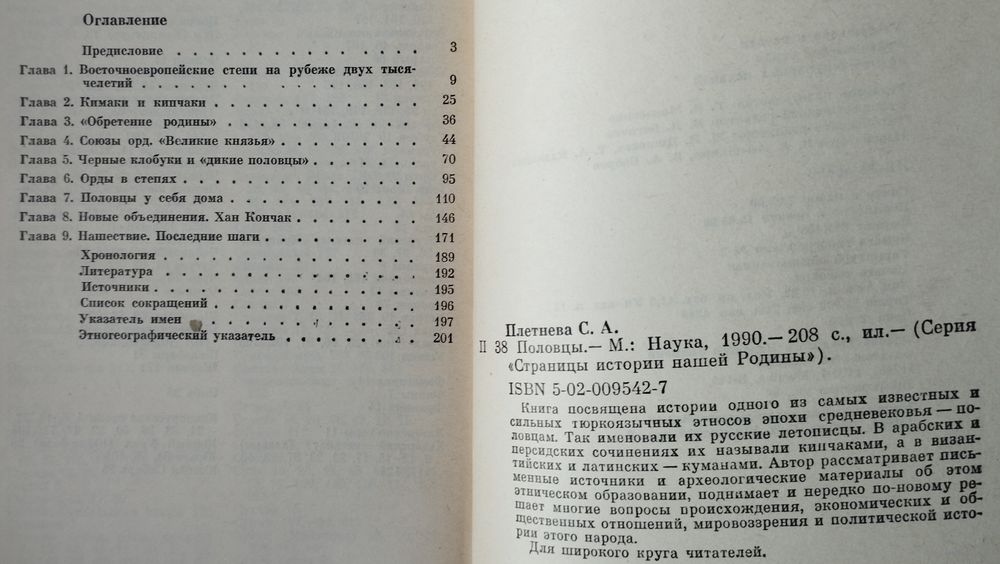 Оглавление
Предисловие . . . . . . . . . . . . . . . 3
Глава 1. Восточноевропейские степи на рубеже двух тыся-
челетий . . . . . . . . . . . . . . . . 9
Глава 2. Кимаки и кипчаки . . . . . . . . . . . . . 25
Глава 3. «Обретение родины» . . . . . . . . . . . . 36
Глава 4. Союзы орд. «Великие князья» . . . . . . . . . 44
Глава 5. Черные клобуки и «дикие половцы» . . . . . . . 70
Глава 6. Орды в степях . . . . . . . . . . . . . . 95
Глава 7. Половцы у себя дома . . . . . . . . . . . . 110
Глава 8. Новые объединения. Хан Кончак . . . . . . . . 146
Глава 9. Нашествие. Последние шаги . . . . . . . . . . 171
Хронология . . . . . . . . . . . . . . . 189
Литература . . . . . . . . . . . . . . . 192
Источники . . . . . . . . . . . . . . . 195
Список сокращений . . . . . . . . . . . . 196
Указатель имен . . . . . . . . . . . . . 197
Этногеографический указатель . . . . . . . . . 201
Плетнева С. А.
П 38 Половцы.— М.: Наука, 1990.— 208 с., ил.— (Серия
«Страницы истории нашей Родины»).
ISBN 5-02-009542-7
Книга посвящена истории одного из самых известных и
сильных тюркоязычных этносов эпохи средневековья — по-
ловцам. Так именовали их русские летописцы. В арабских и
персидских сочинениях их называли кипчаками, а в визан-
тийских и латинских — куманами. Автор рассматривает пись-
менные источники и археологические материалы об этом
этническом образовании, поднимает и нередко по-новому ре-
шает многие вопросы происхождения, экономических и об-
щественных отношений, мировоззрения и политической исто-
рии этого народа.
Для широкого круга читателей.